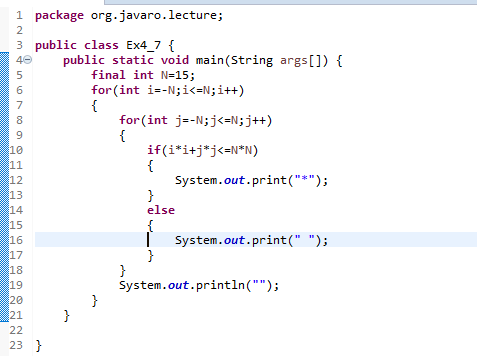 1 package org.javaro.lecture;
2
3 public class Ex4_7 {
4 public static void main(String args[]) {
5 final int N=15;
6 for(int i=-N;i<=N;i++)
7 {
8 for(int j=-N;j<=N;j++)
9 {
10 if(i*i+j*j<=N*N)
11 {
12 System.out.print("*");
13 }
14 else
15 {
16 System.out.print(" ");
17 }
18 }
19 System.out.println("");
20 }
21 }
22
23 }